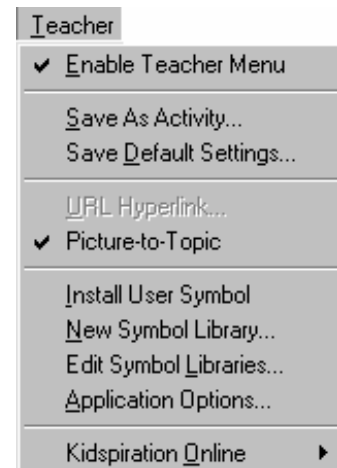 Teacher
Enable Teacher Menu
Save As Activity...
Save Default Settings...
URL Hyperlink...
Picture-to-Topic
Install User Symbol
New Symbol Library...
Edit Symbol Libraries...
Application Options...
Kidspiration Online